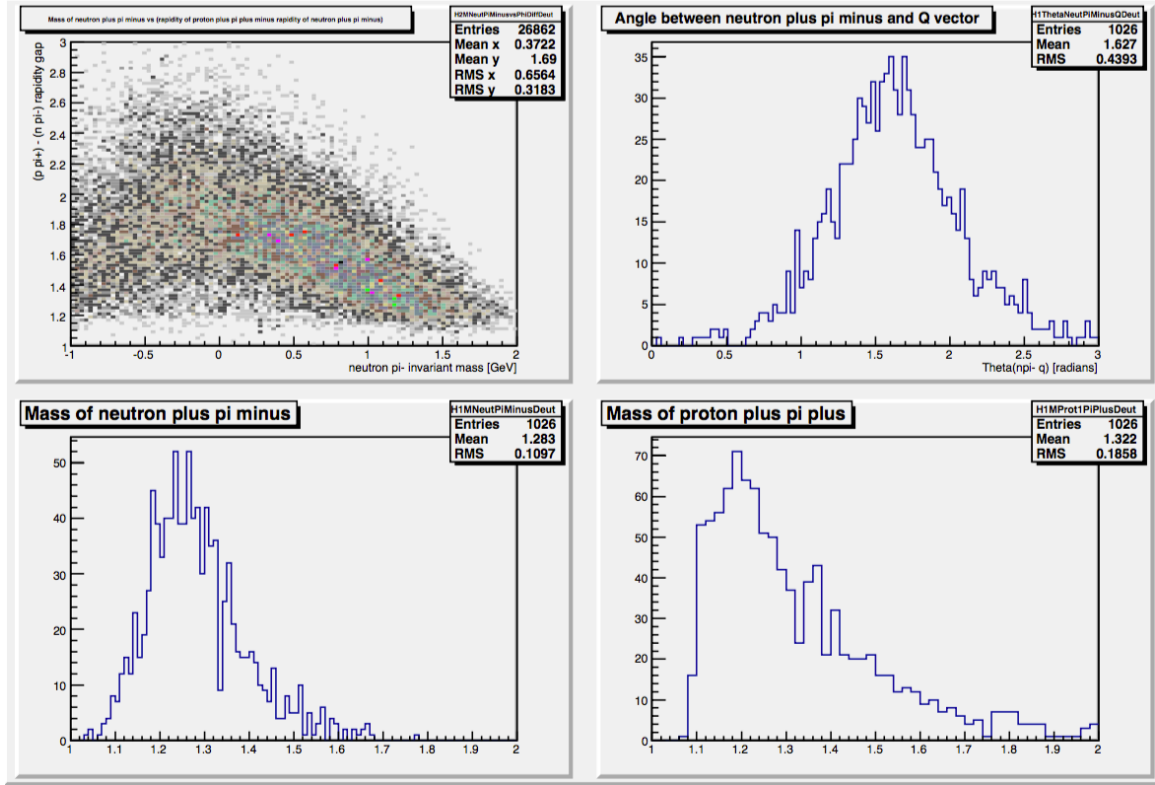 Mass of neutron plus pi minus vs (rapidity of proton plus pi plus minus rapidity of neutron plus pi minus)
H2MNeutPiMinusvsPhiDiffDeut
Entries 26862
Mean x 0.3722
Mean y 1.69
RMS x 0.6564
RMS y 0.3183
(p pi+) - (n pi-) rapidity gap
3
2.8
2.6
2.4
2.2
2
1.8
1.6
1.4
1.2
1
-1 -0.5 0 0.5 1 1.5 2
neutron pi- invariant mass [GeV]
Angle between neutron plus pi minus and Q vector
H1ThetaNeutPiMinusQDeut
Entries 1026
Mean 1.627
RMS 0.4393
35
30
25
20
15
10
5
0
0 0.5 1 1.5 2 2.5 3
Theta(npi- q) [radians]
Mass of neutron plus pi minus
H1MNeutPiMinusDeut
Entries 1026
Mean 1.283
RMS 0.1097
50
40
30
20
10
0
1 1.1 1.2 1.3 1.4 1.5 1.6 1.7 1.8 1.9 2
Mass of proton plus pi plus
H1MProt1PiPlusDeut
Entries 1026
Mean 1.322
RMS 0.1858
70
60
50
40
30
20
10
0
1 1.1 1.2 1.3 1.4 1.5 1.6 1.7 1.8 1.9 2